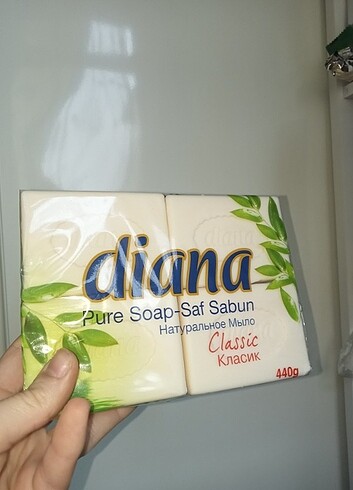 diana
Pure Soap-Saf Sabun
Натуральное Мыло
Classic
Класик
440g